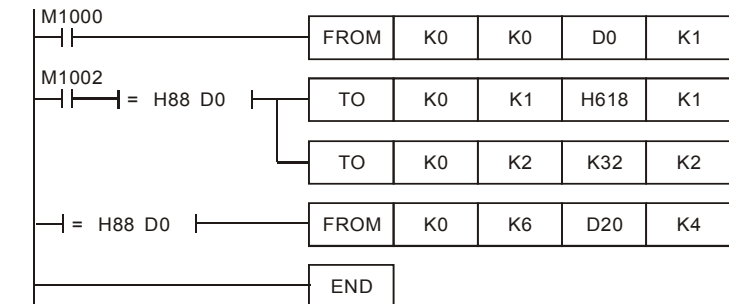 M1000
FROM K0 K0 D0 K1
M1002
= H88 D0 TO K0 K1 H618 K1
TO K0 K2 K32 K2
= H88 D0 FROM K0 K6 D20 K4
END